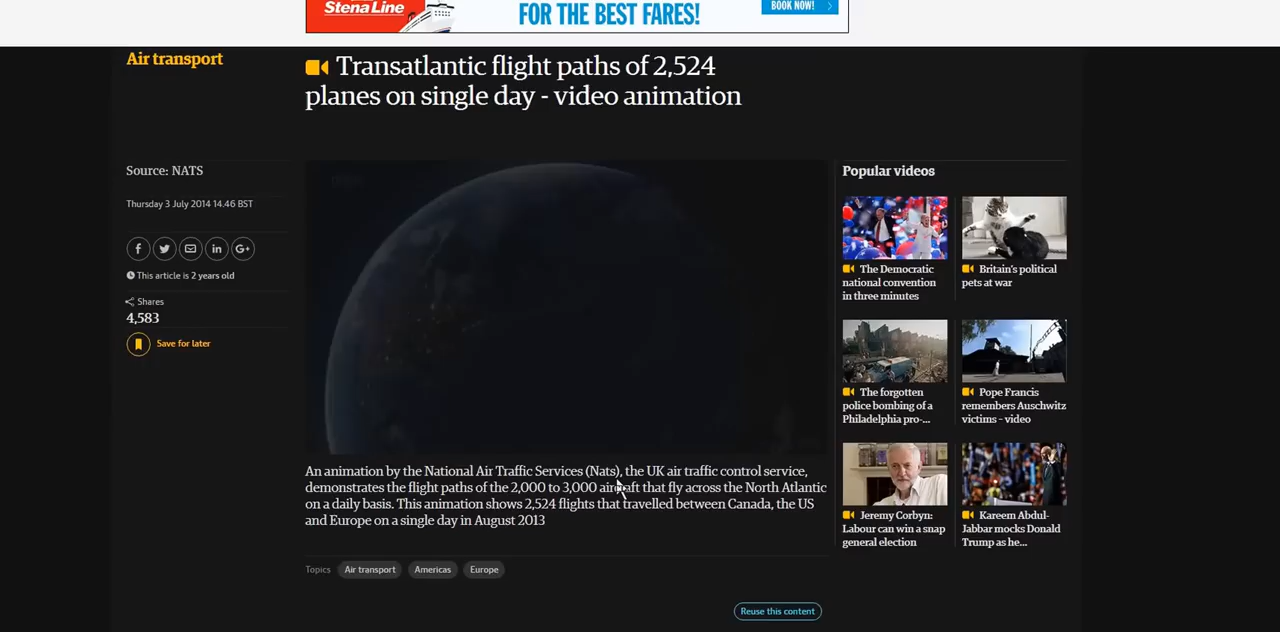 Stena Line
FOR THE BEST FARES!
BOOK NOW!
Air transport
Transatlantic flight paths of 2,524
planes on single day - video animation
Source: NATS
Thursday 3 July 2014 14.46 BST
This article is 2 years old
Shares
4,583
Save for later
An animation by the National Air Traffic Services (Nats), the UK air traffic control service,
demonstrates the flight paths of the 2,000 to 3,000 aircraft that fly across the North Atlantic
on a daily basis. This animation shows 2,524 flights that travelled between Canada, the US
and Europe on a single day in August 2013
Topics
Air transport
Americas
Europe
Reuse this content
Popular videos
The Democratic
national convention
in three minutes
Britain's political
pets at war
The forgotten
police bombing of a
Philadelphia pro-...
Pope Francis
remembers Auschwitz
victims – video
Jeremy Corbyn:
Labour can win a snap
general election
Kareem Abdul-
Jabbar mocks Donald
Trump as he...